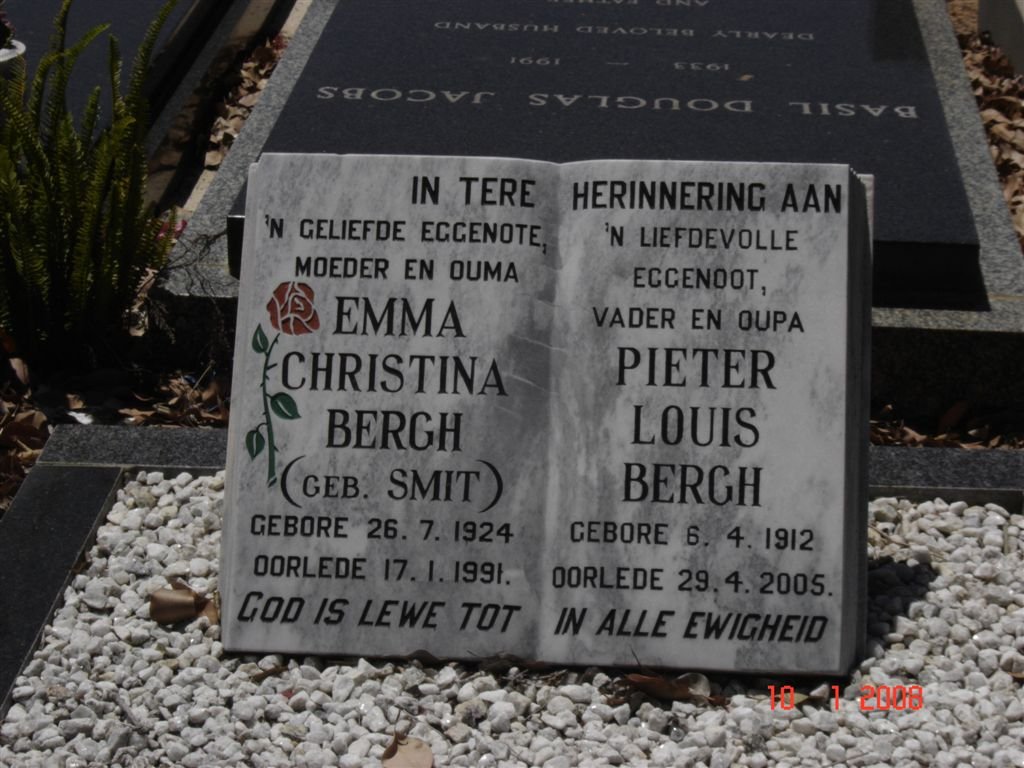 AND FATHER
DEARLY BELOVED HUSBAND
1933 — 1991
BASIL DOUGLAS JACOBS
IN TERE HERINNERING AAN
'N GELIEFDE EGGENOTE,
MOEDER EN OUMA
EMMA
CHRISTINA
BERGH
(GEB. SMIT)
GEBORE 26.7.1924
OORLEDE 17.1.1991.
'N LIEFDEVOLLE
EGGENOOT,
VADER EN OUPA
PIETER
LOUIS
BERGH
GEBORE 6.4.1912
OORLEDE 29.4.2005.
GOD IS LEWE TOT IN ALLE EWIGHEID
10 1 2008